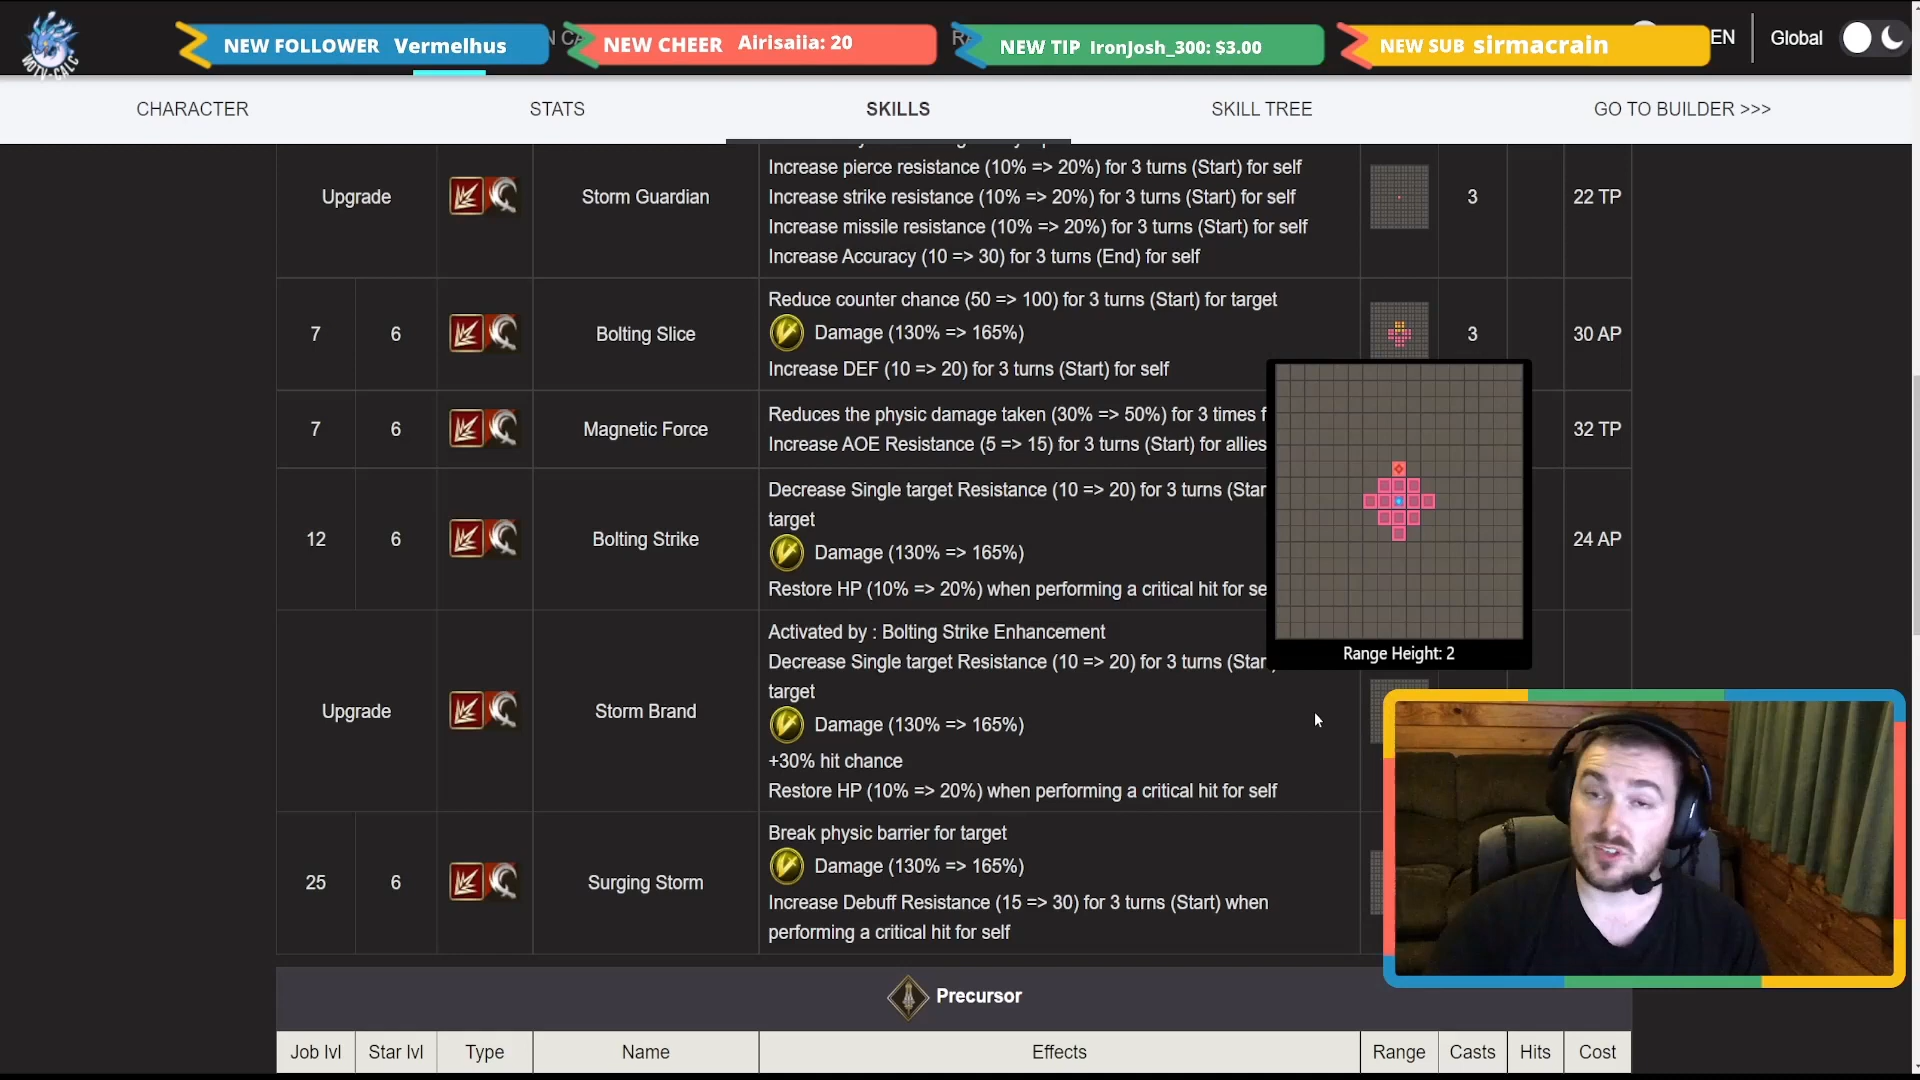 NEW FOLLOWER Vermelhus
NEW CHEER Airisaiia: 20
NEW TIP IronJosh_300: $3.00
NEW SUB sirmacrain
EN
Global
WOTV-CALC
CHARACTER
STATS
SKILLS
SKILL TREE
GO TO BUILDER >>>
Upgrade
Storm Guardian
Increase pierce resistance (10% => 20%) for 3 turns (Start) for self
Increase strike resistance (10% => 20%) for 3 turns (Start) for self
Increase missile resistance (10% => 20%) for 3 turns (Start) for self
Increase Accuracy (10 => 30) for 3 turns (End) for self
3
22 TP
7
6
Bolting Slice
Reduce counter chance (50 => 100) for 3 turns (Start) for target
Damage (130% => 165%)
Increase DEF (10 => 20) for 3 turns (Start) for self
3
30 AP
7
6
Magnetic Force
Reduces the physic damage taken (30% => 50%) for 3 times
Increase AOE Resistance (5 => 15) for 3 turns (Start) for allies
32 TP
12
6
Bolting Strike
Decrease Single target Resistance (10 => 20) for 3 turns (Star
target
Damage (130% => 165%)
Restore HP (10% => 20%) when performing a critical hit for se
24 AP
Range Height: 2
Upgrade
Storm Brand
Activated by : Bolting Strike Enhancement
Decrease Single target Resistance (10 => 20) for 3 turns (Star
target
Damage (130% => 165%)
+30% hit chance
Restore HP (10% => 20%) when performing a critical hit for self
25
6
Surging Storm
Break physic barrier for target
Damage (130% => 165%)
Increase Debuff Resistance (15 => 30) for 3 turns (Start) when
performing a critical hit for self
Precursor
Job lvl
Star lvl
Type
Name
Effects
Range
Casts
Hits
Cost